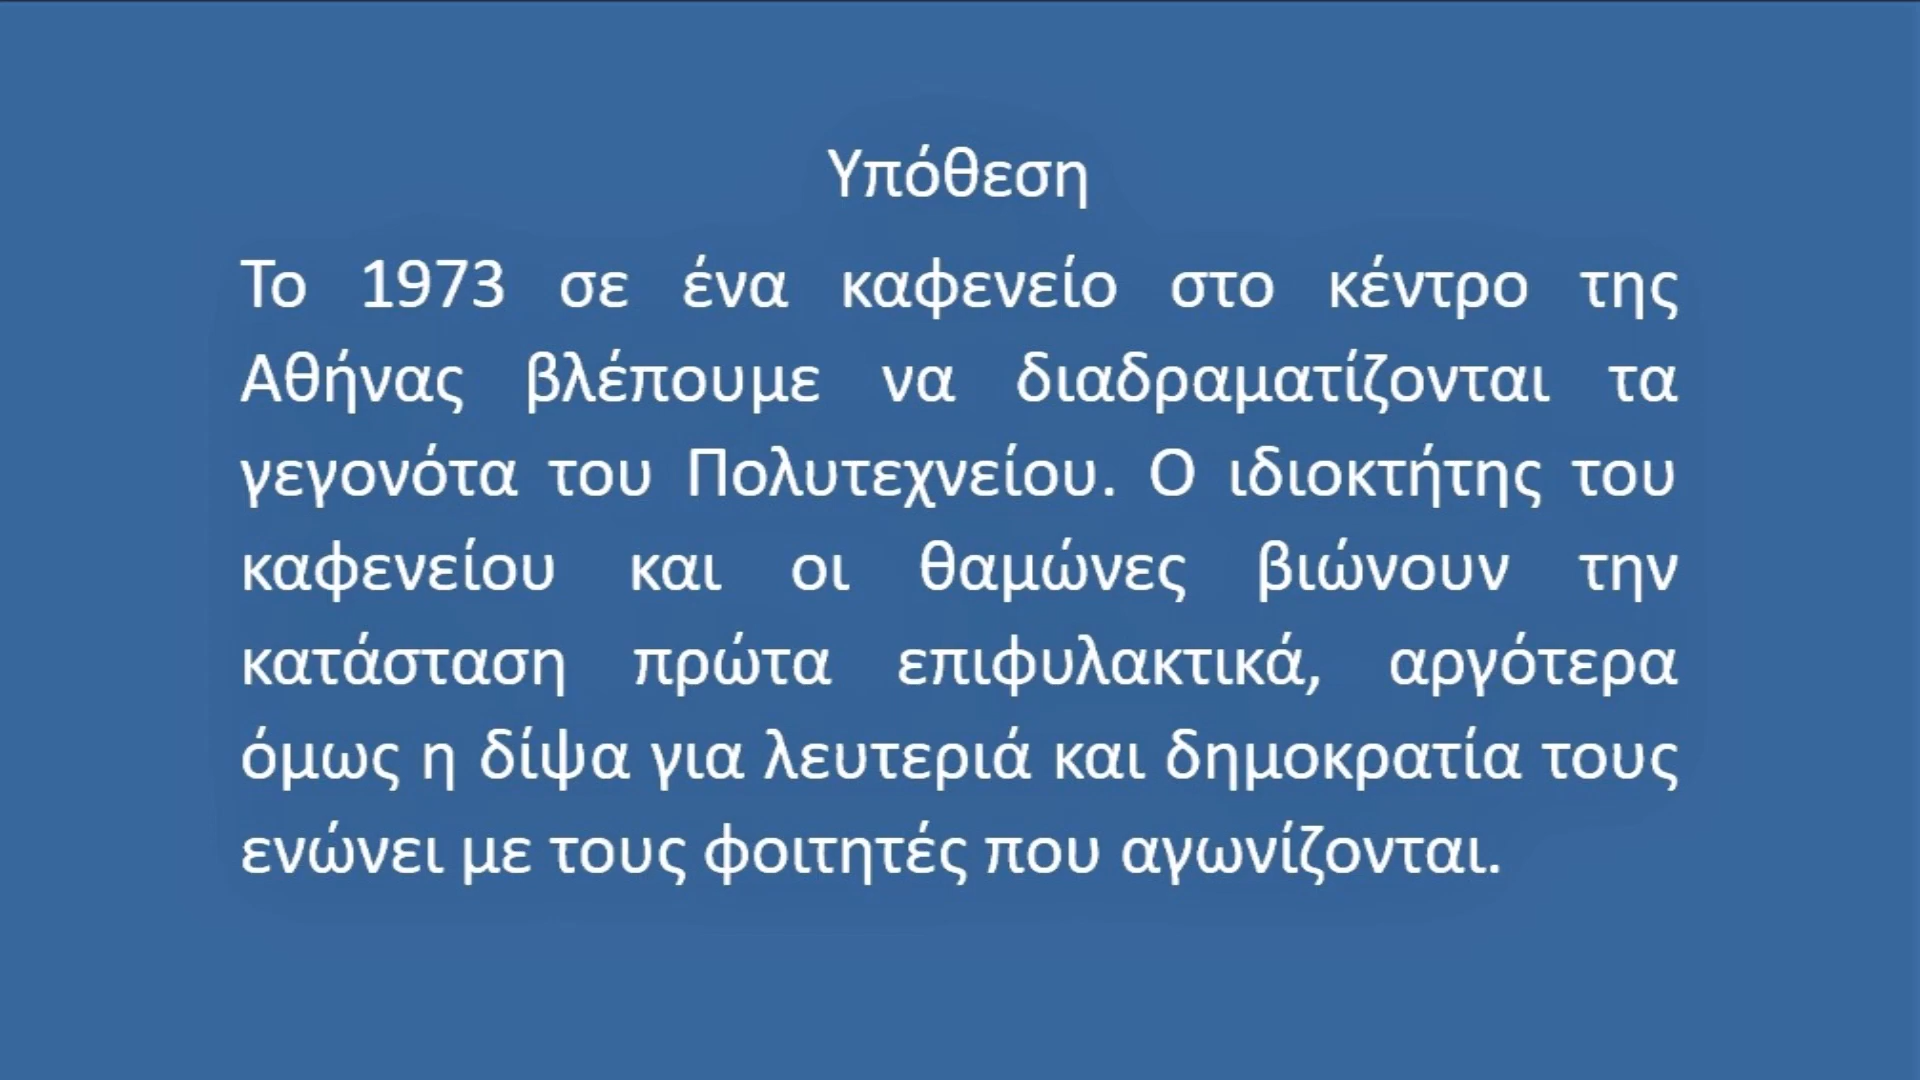 Υπόθεση
Το 1973 σε ένα καφενείο στο κέντρο της
Αθήνας βλέπουμε να διαδραματίζονται τα
γεγονότα του Πολυτεχνείου. Ο ιδιοκτήτης του
καφενείου και οι θαμώνες βιώνουν την
κατάσταση πρώτα επιφυλακτικά, αργότερα
όμως η δίψα για λευτεριά και δημοκρατία τους
ενώνει με τους φοιτητές που αγωνίζονται.